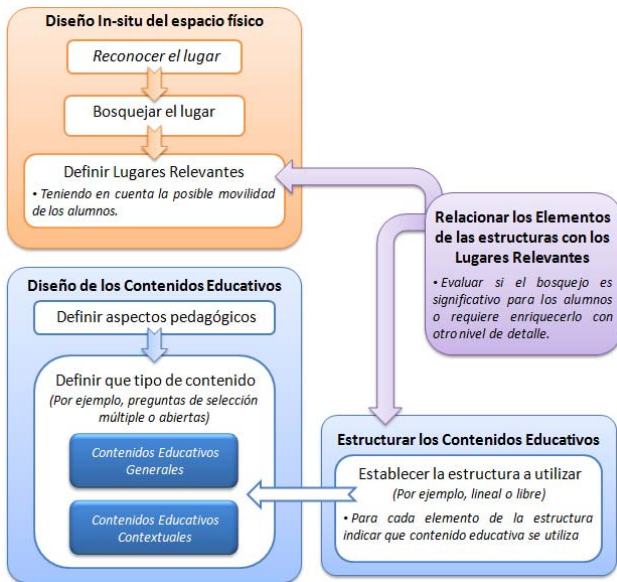 Diseño In-situ del espacio físico
Reconocer el lugar
Bosquejar el lugar
Definir Lugares Relevantes
• Teniendo en cuenta la posible movilidad
de los alumnos.
Relacionar los Elementos
de las estructuras con los
Lugares Relevantes
• Evaluar si el bosquejo es
significativo para los alumnos
o requiere enriquecerlo con
otro nivel de detalle.
Diseño de los Contenidos Educativos
Definir aspectos pedagógicos
Definir que tipo de contenido
(Por ejemplo, preguntas de selección
múltiple o abiertas)
Contenidos Educativos
Generales
Contenidos Educativos
Contextuales
Estructurar los Contenidos Educativos
Establecer la estructura a utilizar
(Por ejemplo, lineal o libre)
• Para cada elemento de la estructura
indicar que contenido educativa se utiliza